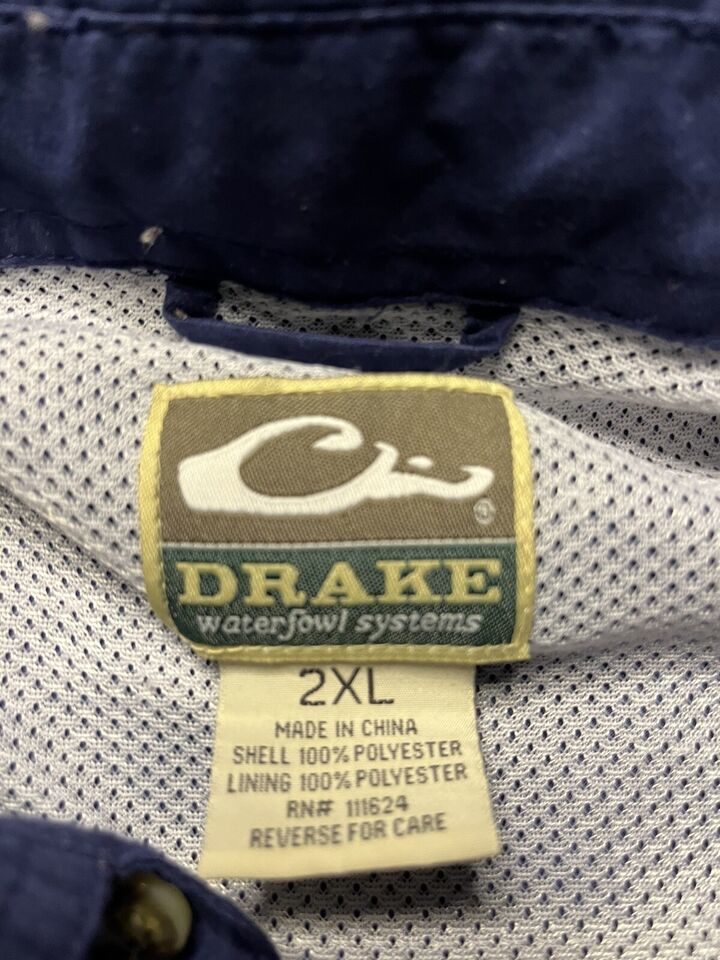 ®
DRAKE
waterfowl systems
2XL
MADE IN CHINA
SHELL 100% POLYESTER
LINING 100% POLYESTER
RN# 111624
REVERSE FOR CARE